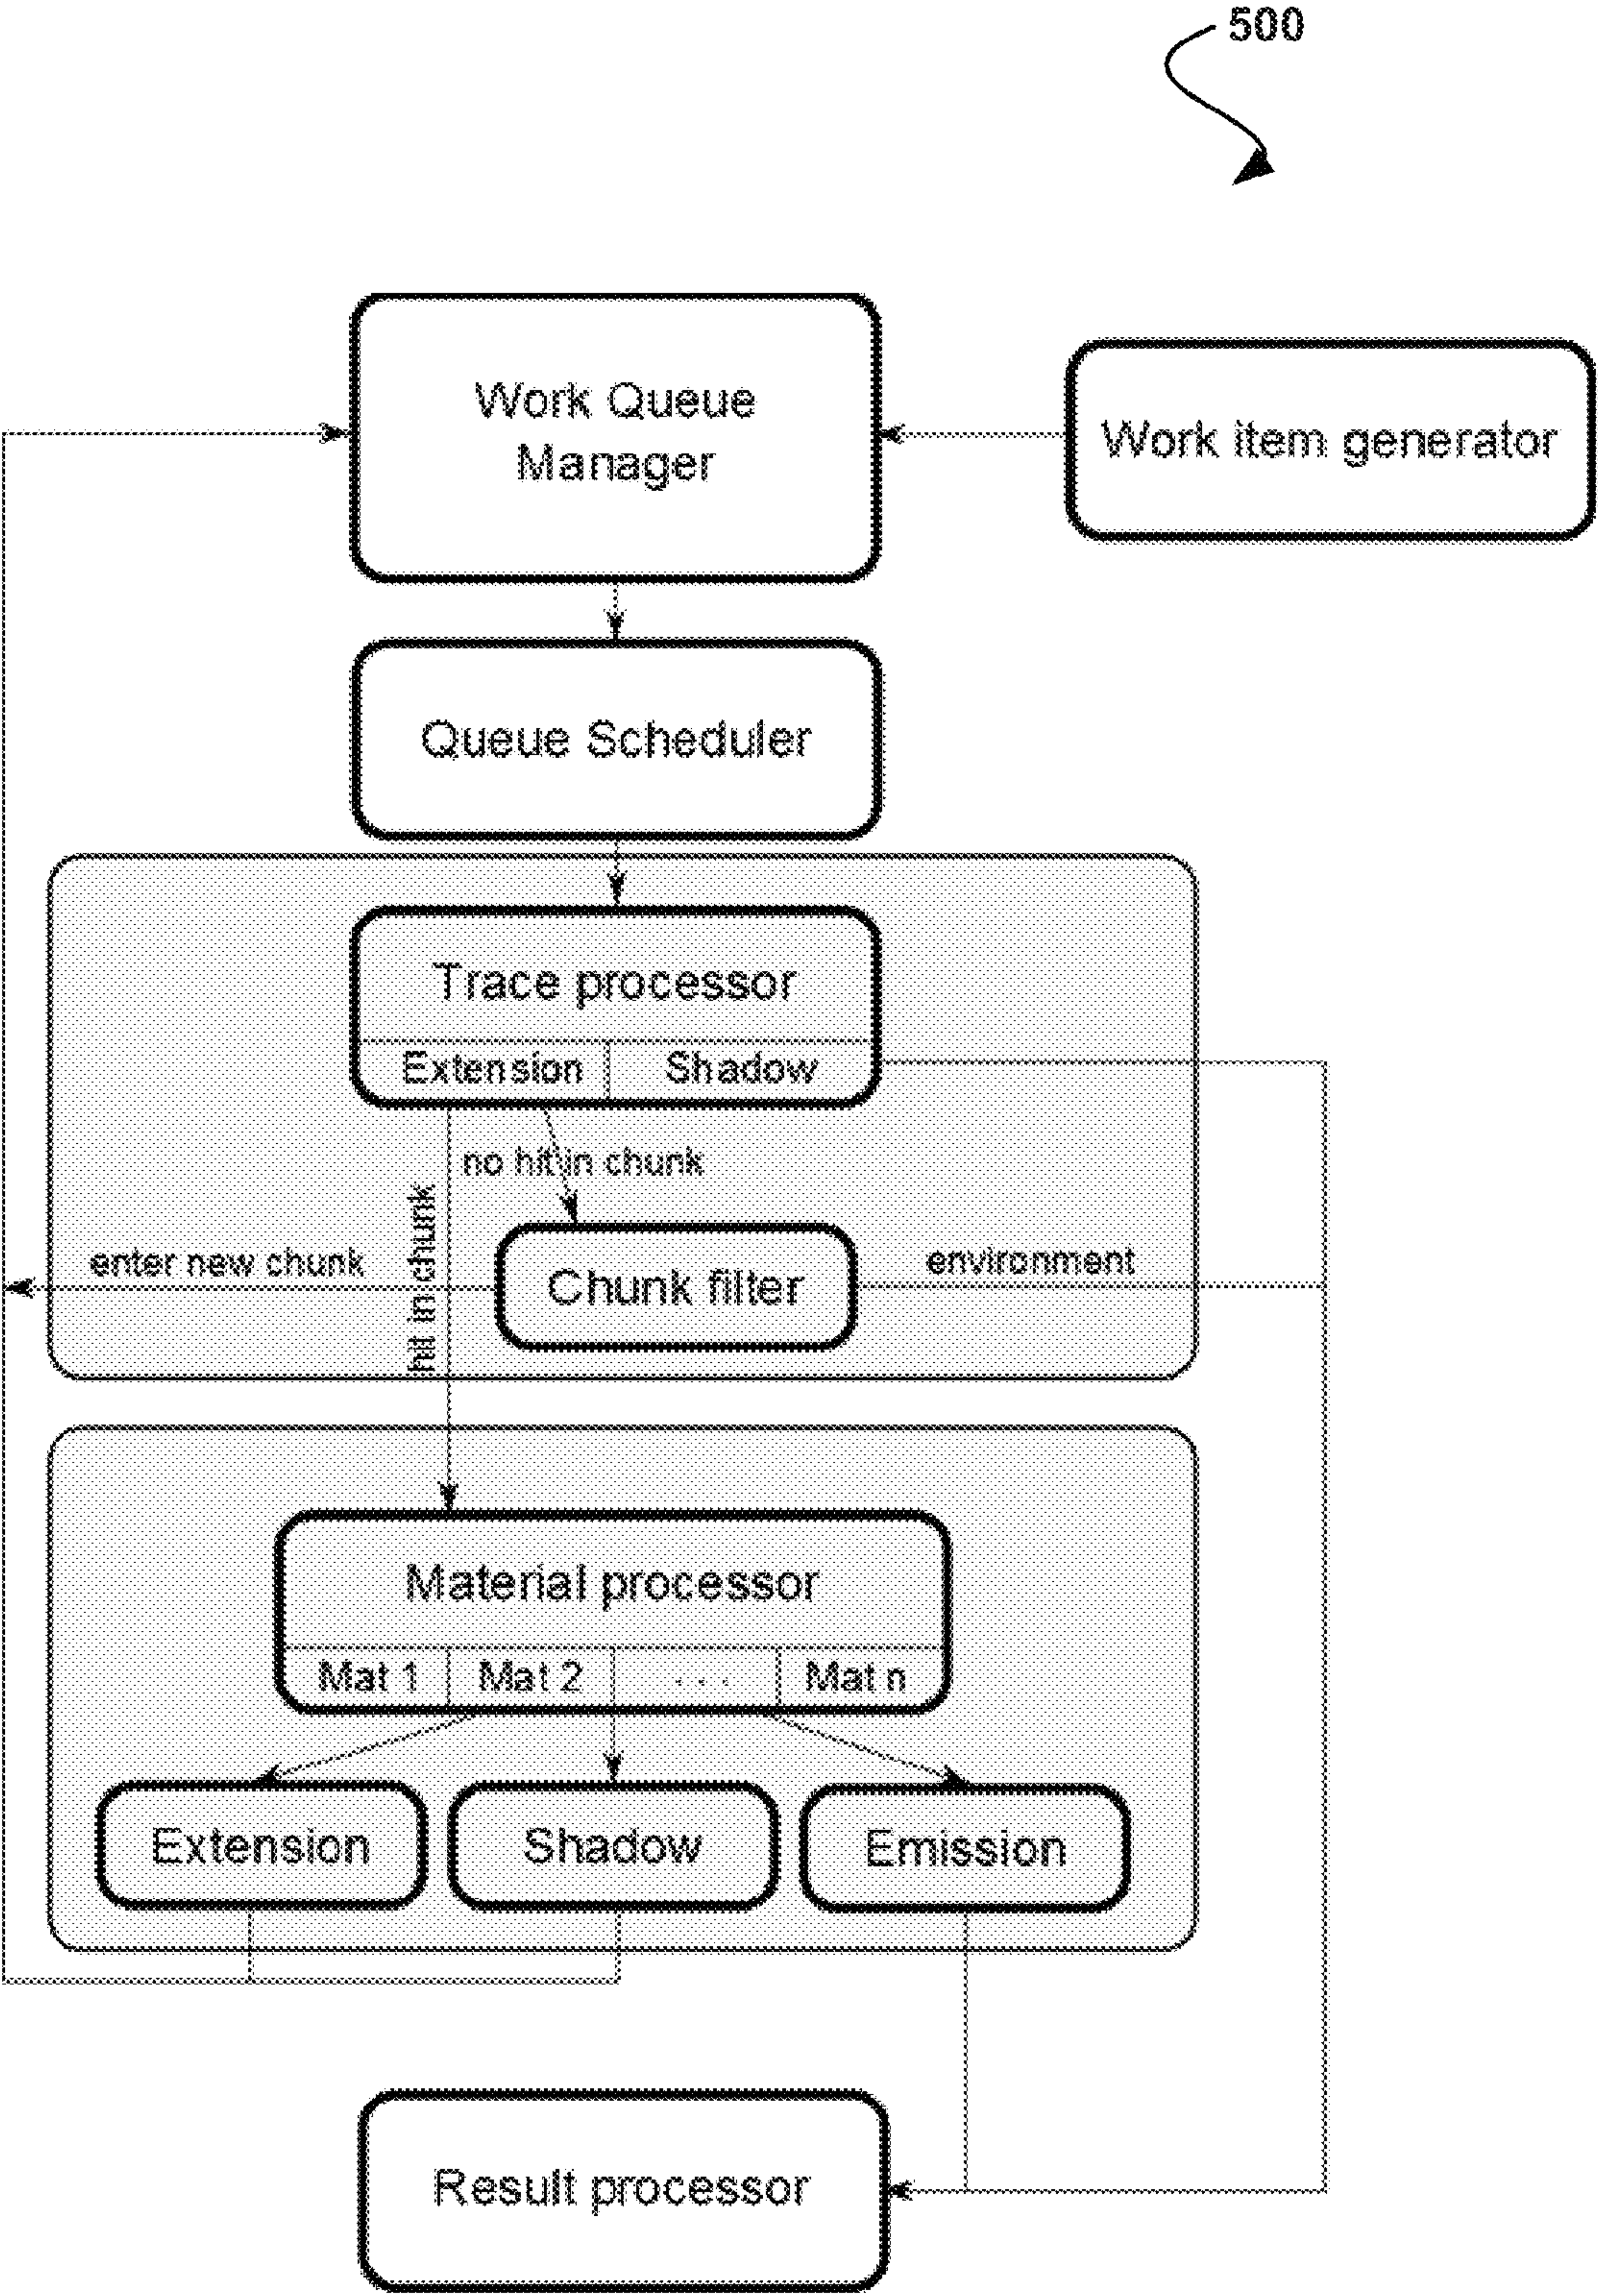 500
Work Queue
Manager
Work item generator
Queue Scheduler
Trace processor
Extension
Shadow
no hit in chunk
hit in chunk
enter new chunk
Chunk filter
environment
Material processor
Mat 1
Mat 2
. . .
Mat n
Extension
Shadow
Emission
Result processor